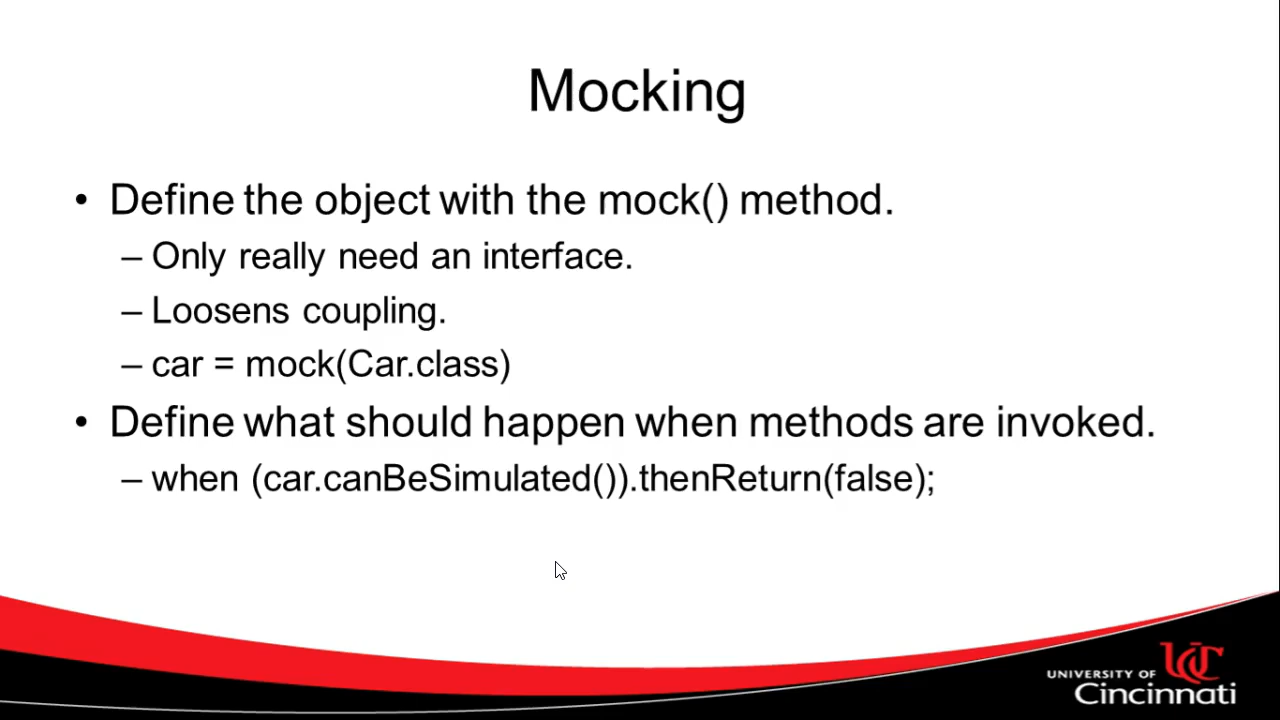 Mocking
• Define the object with the mock() method.
– Only really need an interface.
– Loosens coupling.
– car = mock(Car.class)
• Define what should happen when methods are invoked.
– when (car.canBeSimulated()).thenReturn(false);
UC
UNIVERSITY OF
Cincinnati